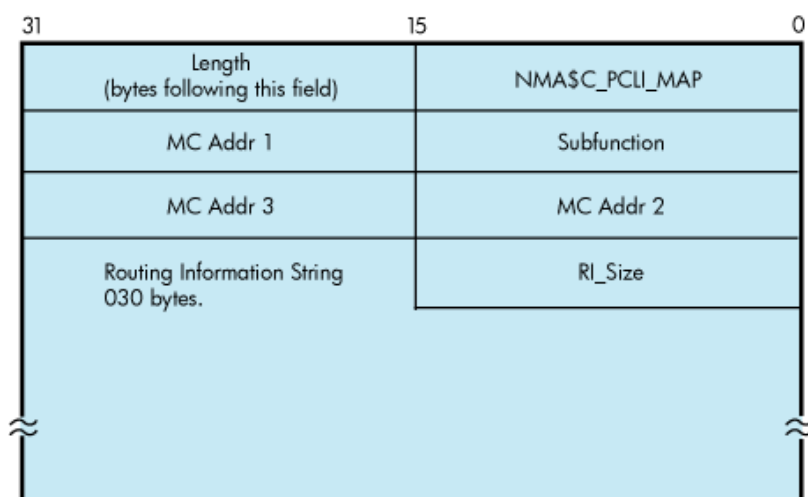 31 15 0
Length NMA$C_PCLI_MAP
(bytes following this field)
MC Addr 1 Subfunction
MC Addr 3 MC Addr 2
Routing Information String RI_Size
030 bytes.